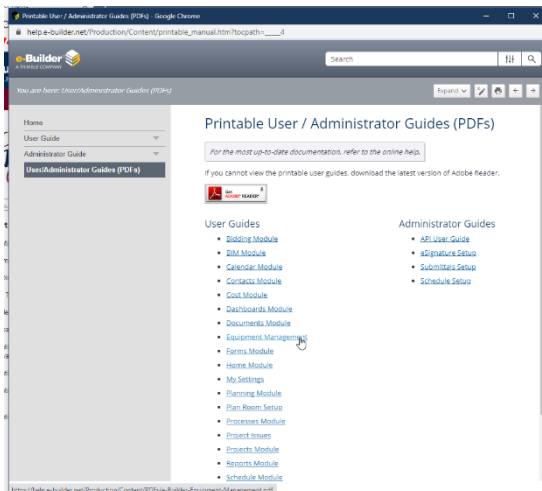 Printable User / Administrator Guides (PDFs) - Google Chrome
help.e-builder.net/Production/Content/printable_manual.htm?tocpath=____4
e-Builder
A TRIMBLE COMPANY
Search
You are here: User/Administrator Guides (PDFs)
Expand
Home
User Guide
Administrator Guide
User/Administrator Guides (PDFs)
Printable User / Administrator Guides (PDFs)
For the most up-to-date documentation, refer to the online help.
If you cannot view the printable user guides, download the latest version of Adobe Reader.
Get
ADOBE® READER®
User Guides
Bidding Module
BIM Module
Calendar Module
Contacts Module
Cost Module
Dashboards Module
Documents Module
Equipment Management
Forms Module
Home Module
My Settings
Planning Module
Plan Room Setup
Processes Module
Project Issues
Projects Module
Reports Module
Schedule Module
Administrator Guides
API User Guide
eSignature Setup
Submittals Setup
Schedule Setup
https://help.e-builder.net/Production/Content/PDFs/e-Builder-Equipment-Management.pdf